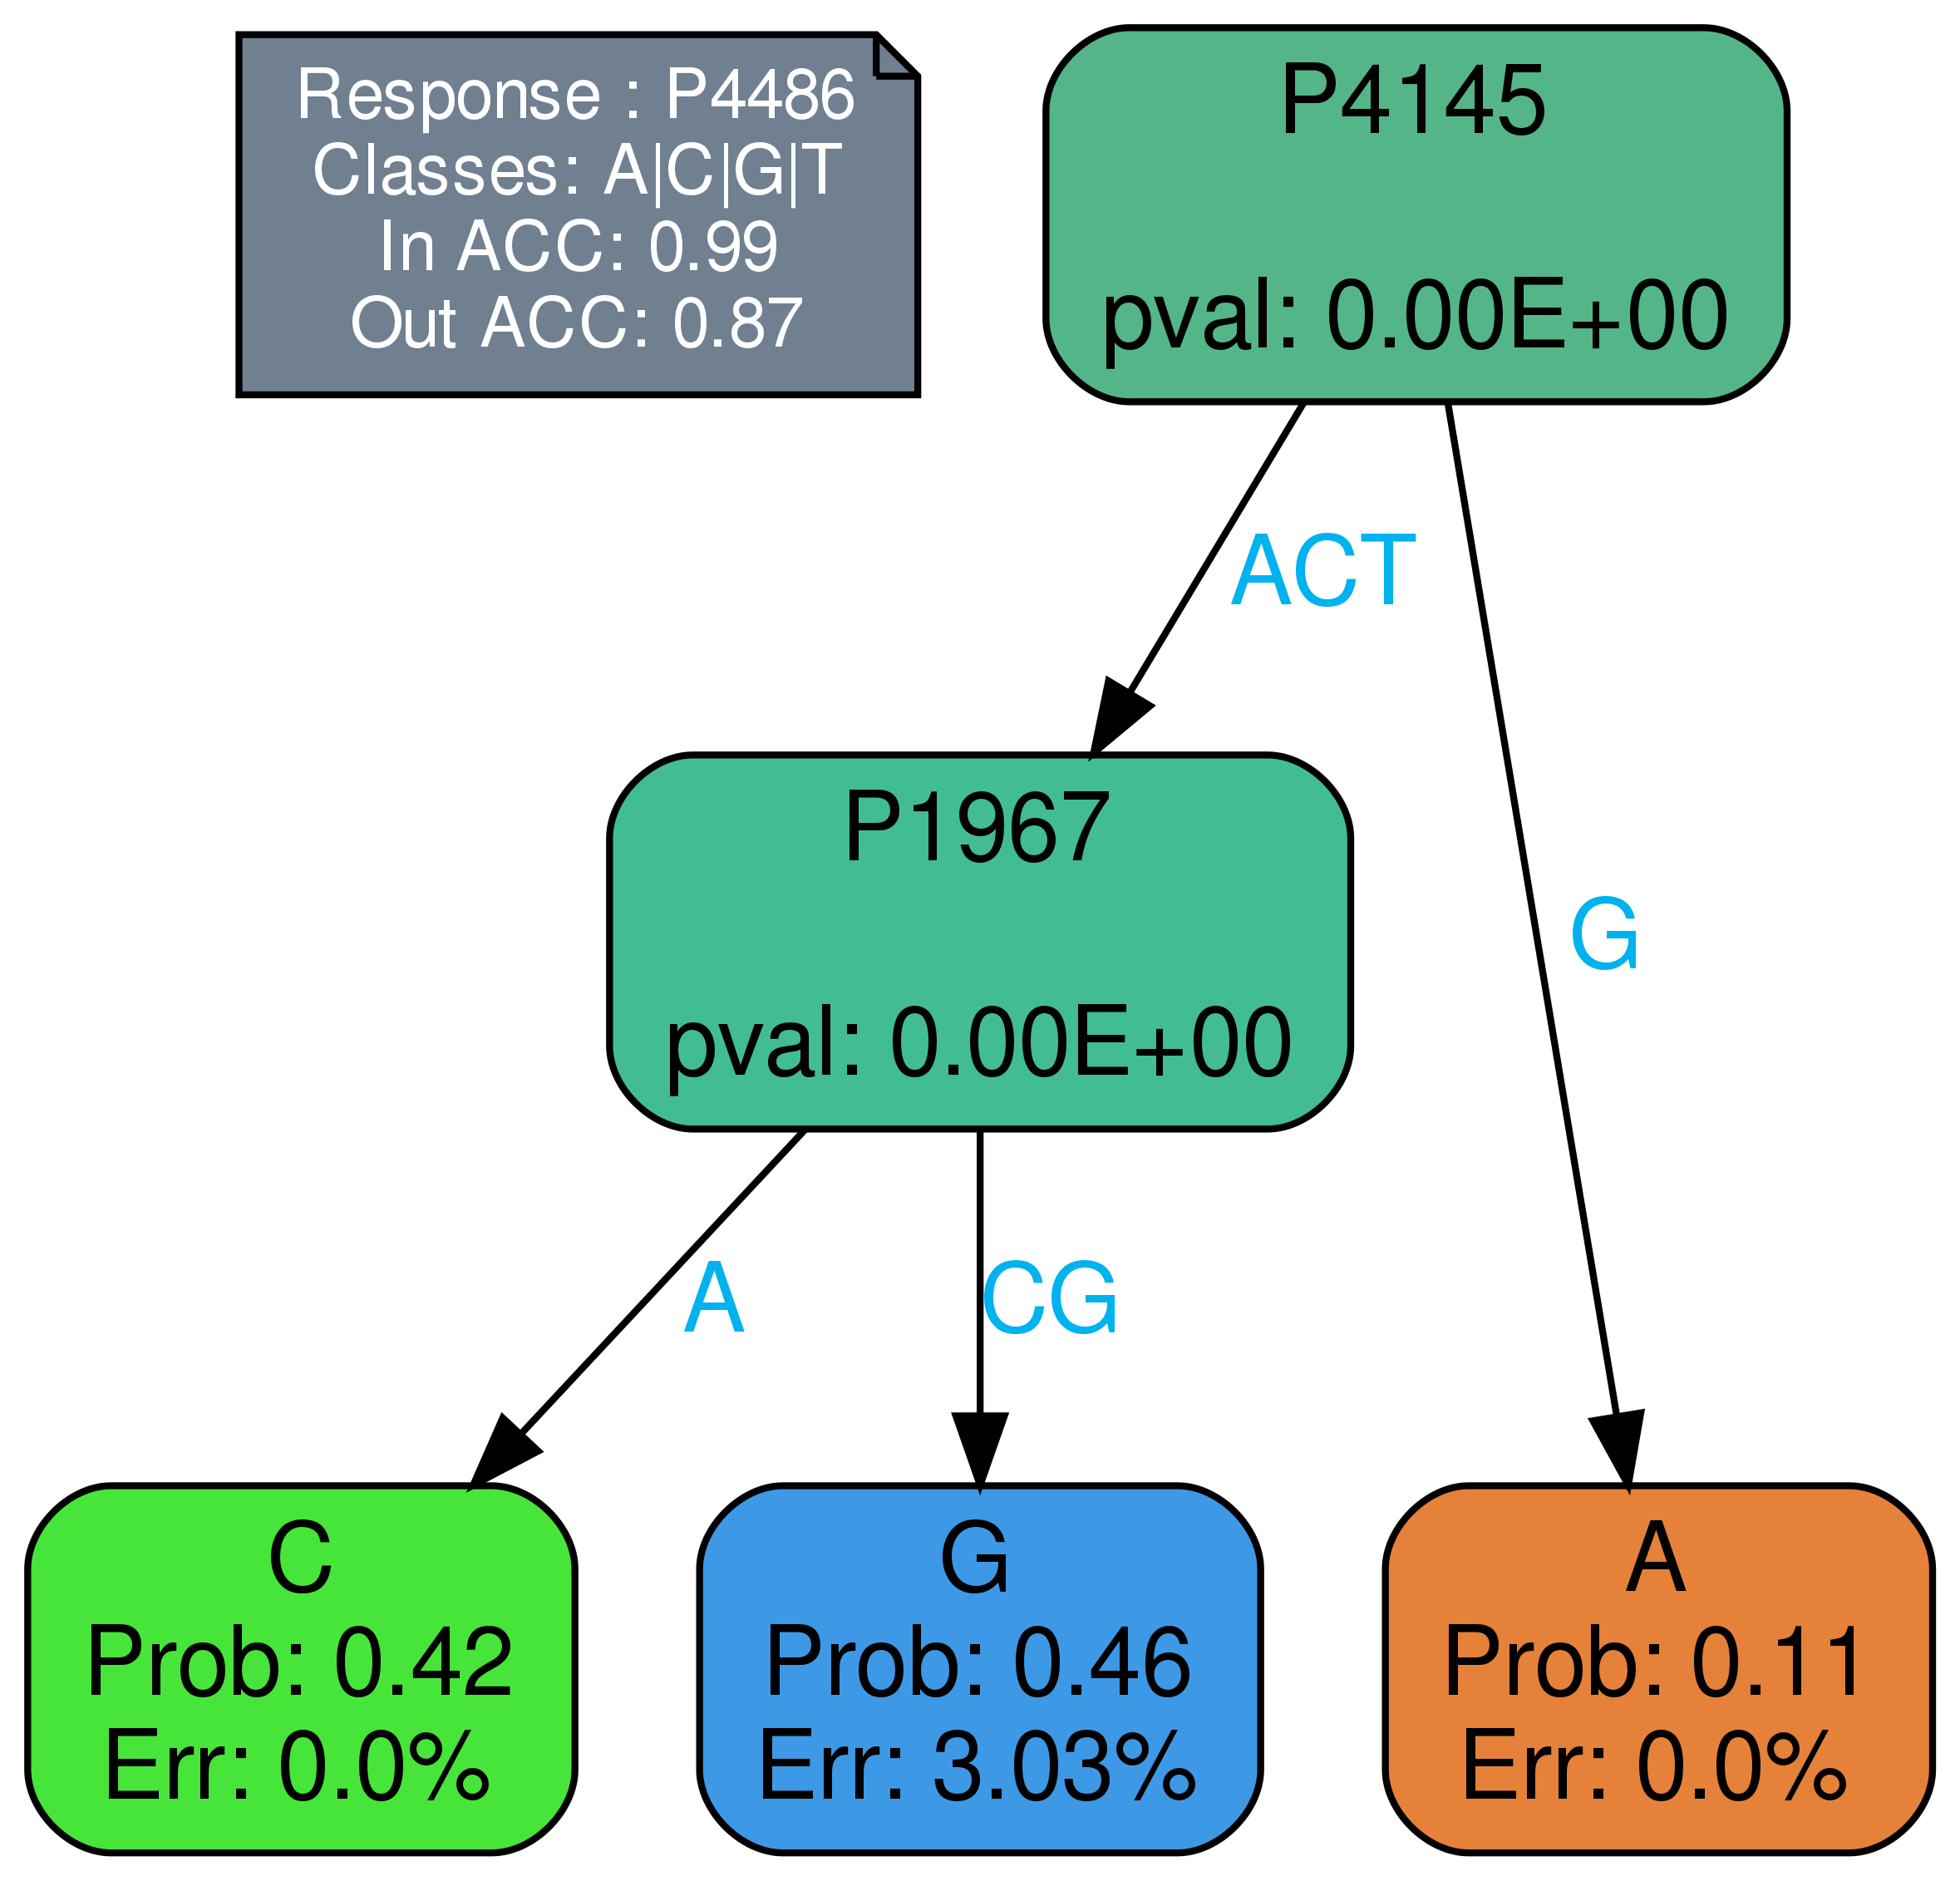 Response : P4486
Classes: A|C|G|T
In ACC: 0.99
Out ACC: 0.87
P4145
pval: 0.00E+00
ACT
G
P1967
pval: 0.00E+00
A
CG
C
Prob: 0.42
Err: 0.0%
G
Prob: 0.46
Err: 3.03%
A
Prob: 0.11
Err: 0.0%